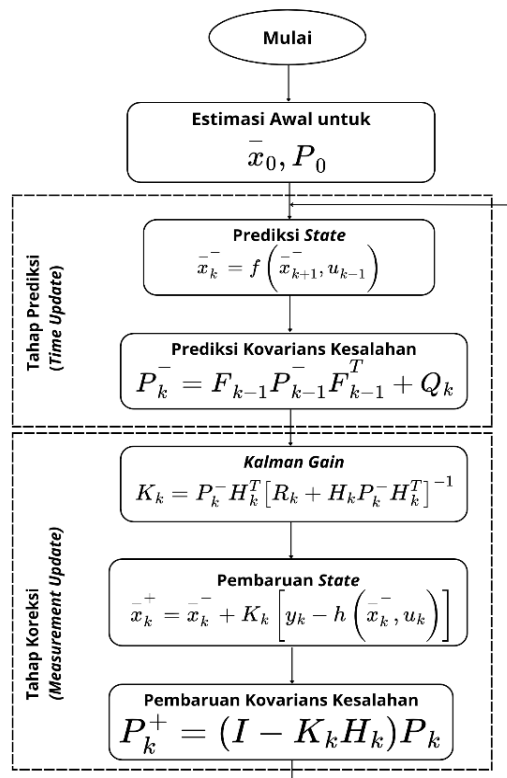 Mulai
Estimasi Awal untuk
x̄₀, P₀
Tahap Prediksi
(Time Update)
Prediksi State
x̄ₖ⁻ = f(x̄ₖ₊₁⁻, uₖ₋₁)
Prediksi Kovarians Kesalahan
Pₖ⁻ = Fₖ₋₁Pₖ₋₁⁻Fₖ₋₁ᵀ + Qₖ
Tahap Koreksi
(Measurement Update)
Kalman Gain
Kₖ = Pₖ⁻Hₖᵀ[Rₖ + HₖPₖ⁻Hₖᵀ]⁻¹
Pembaruan State
x̄ₖ⁺ = x̄ₖ⁻ + Kₖ[yₖ − h(x̄ₖ⁻, uₖ)]
Pembaruan Kovarians Kesalahan
Pₖ⁺ = (I − KₖHₖ)Pₖ